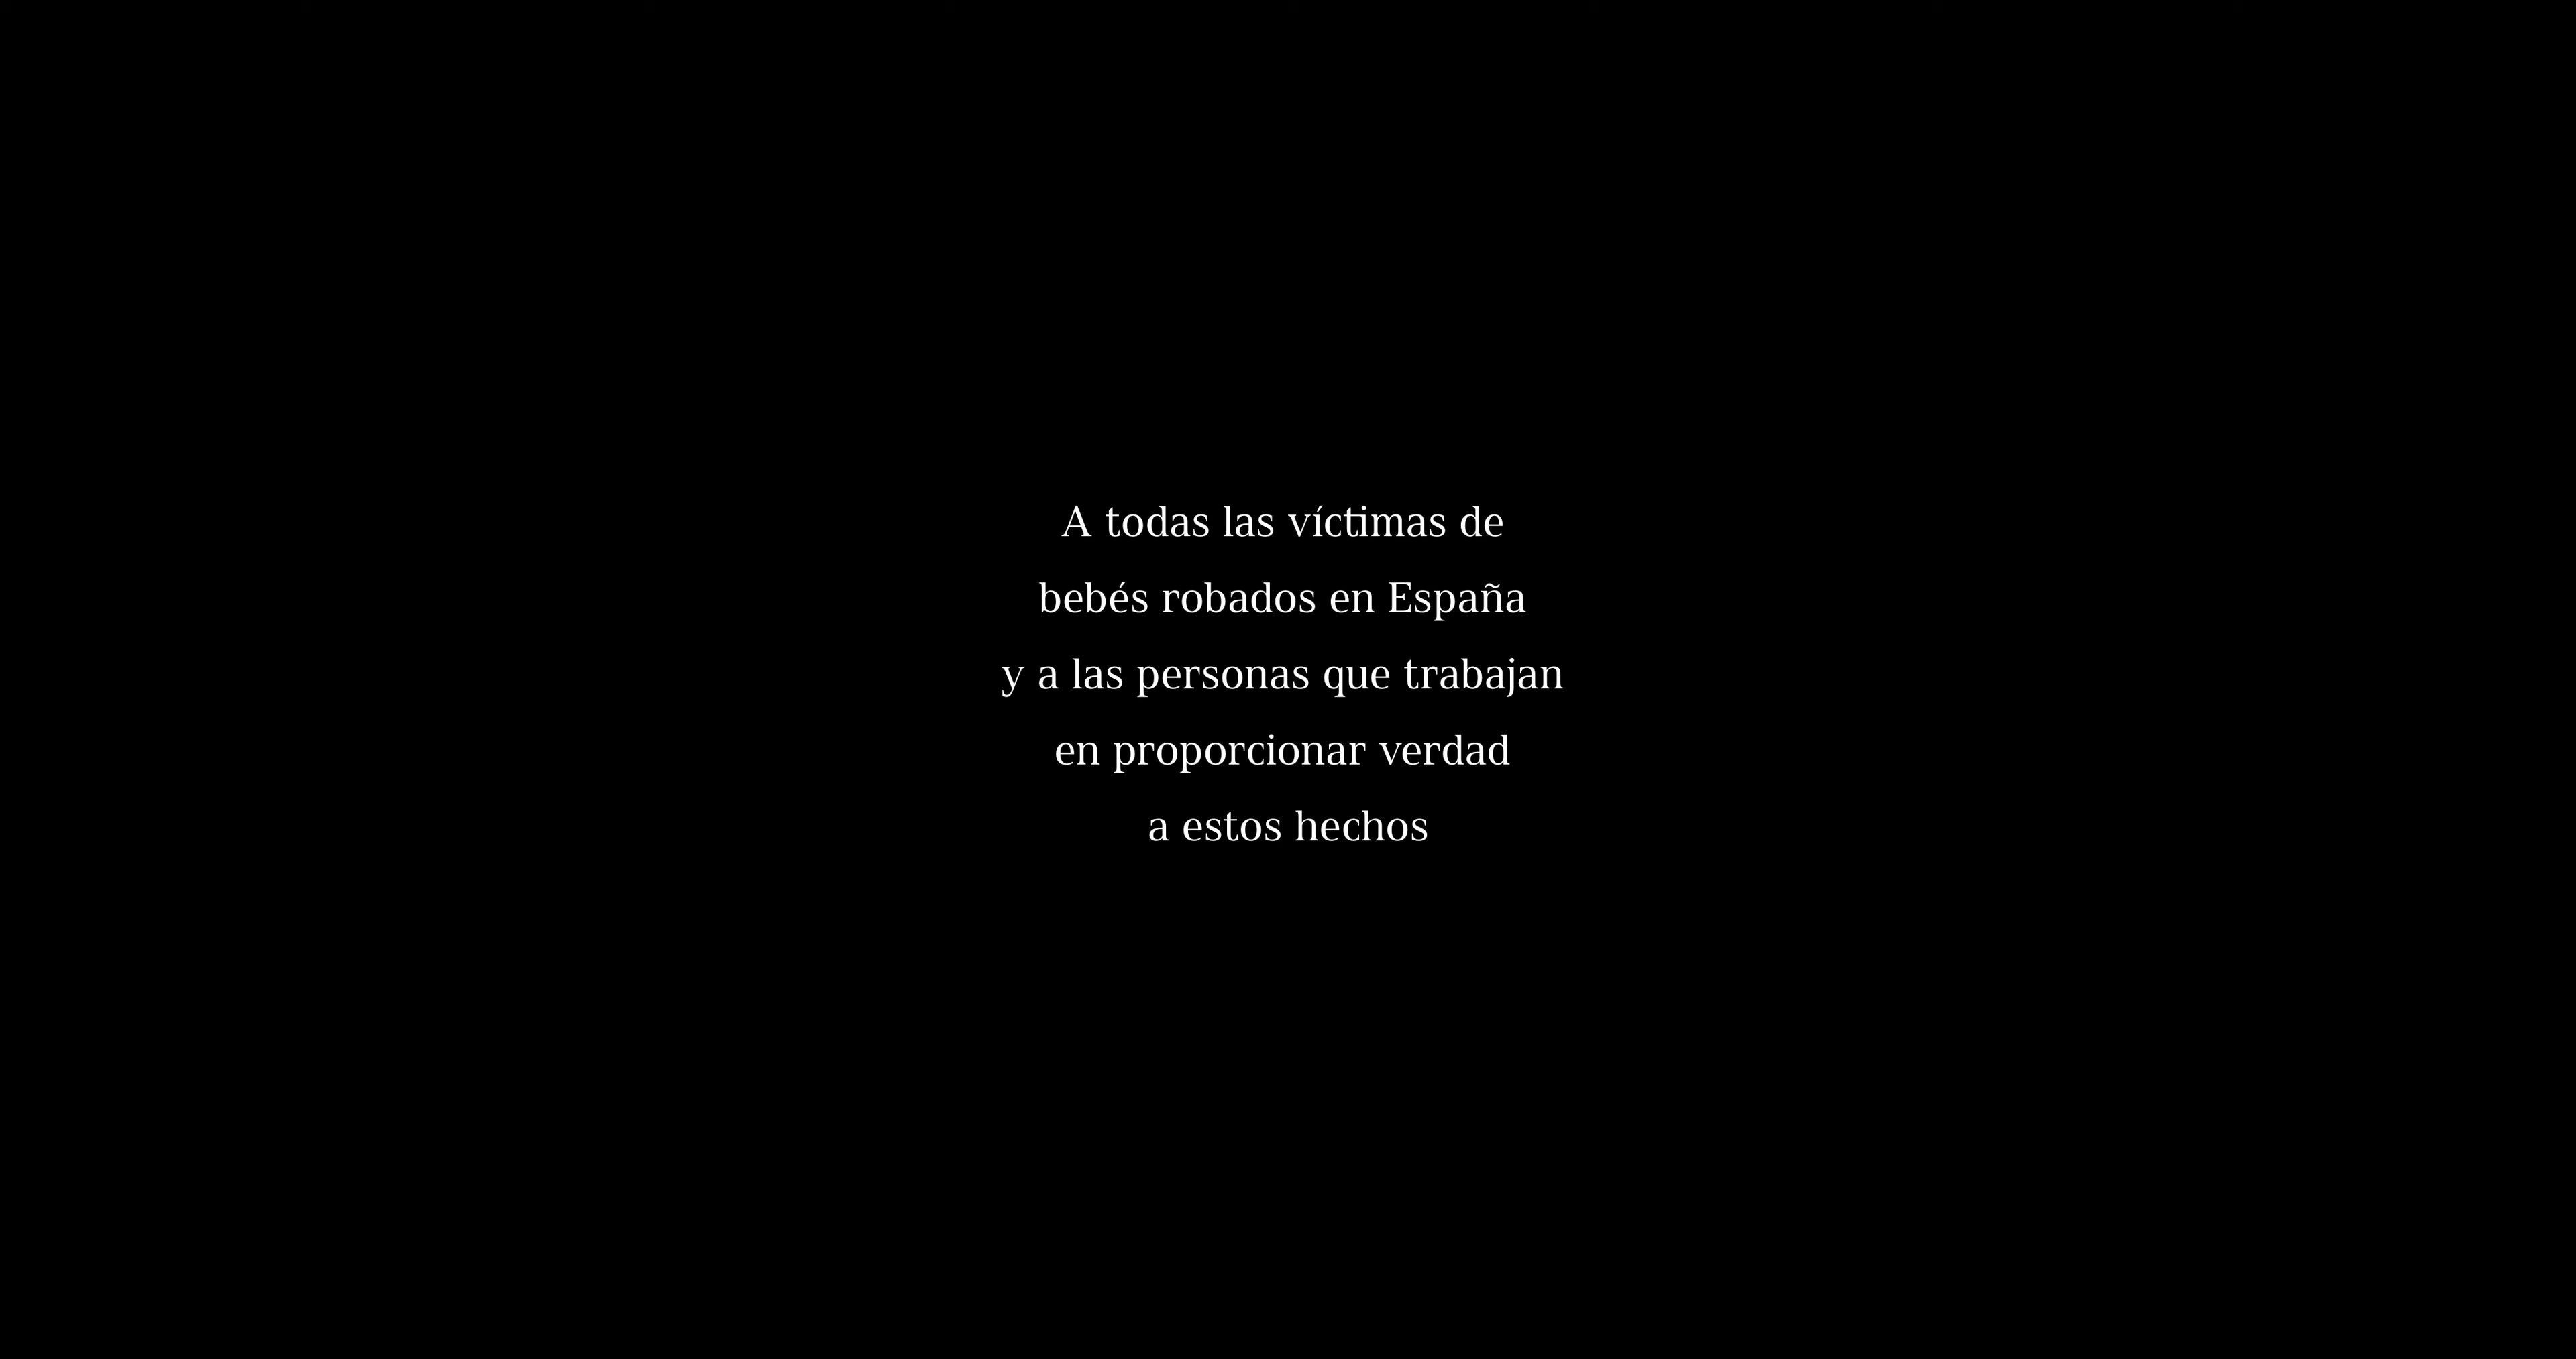 A todas las víctimas de
bebés robados en España
y a las personas que trabajan
en proporcionar verdad
a estos hechos